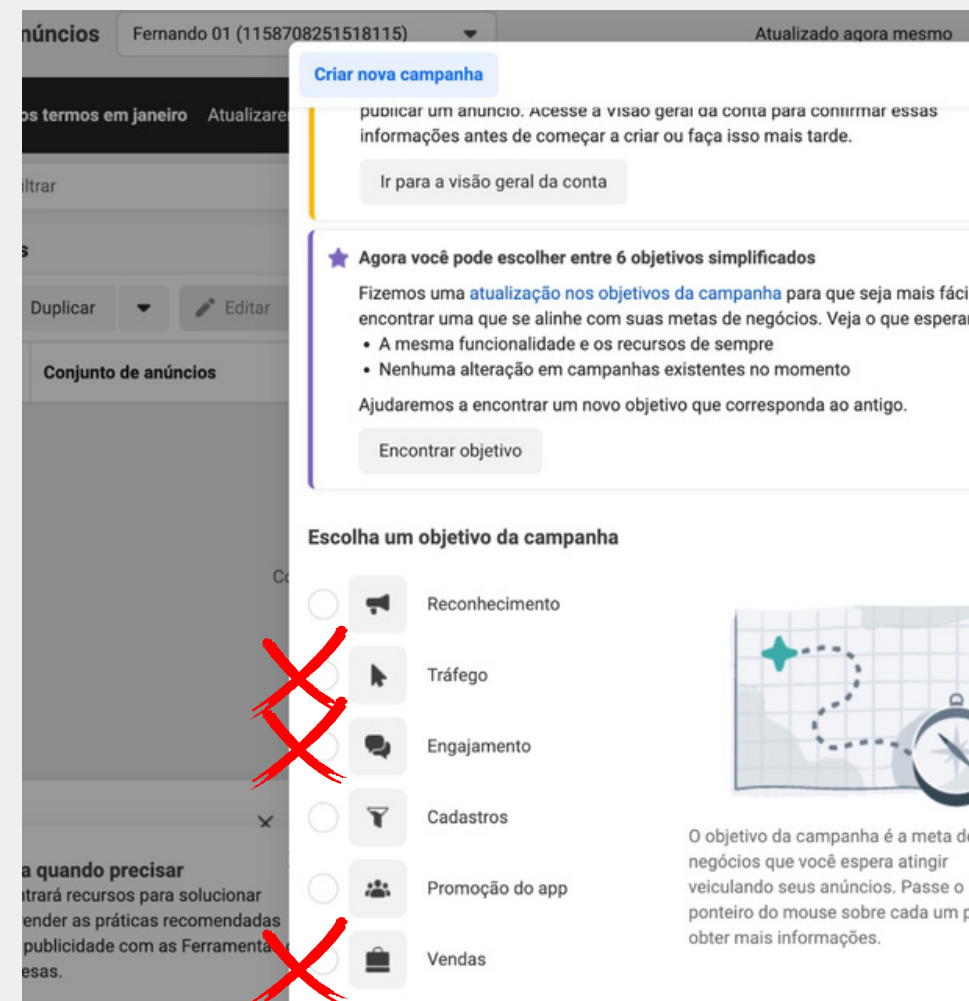 núncios
Fernando 01 (1158708251518115)
Atualizado agora mesmo
Criar nova campanha
os termos em janeiro Atualizare
publicar um anúncio. Acesse a Visão geral da conta para confirmar essas
informações antes de começar a criar ou faça isso mais tarde.
Ir para a visão geral da conta
iltrar
s
Agora você pode escolher entre 6 objetivos simplificados
Fizemos uma atualização nos objetivos da campanha para que seja mais fáci
encontrar uma que se alinhe com suas metas de negócios. Veja o que esperar
• A mesma funcionalidade e os recursos de sempre
• Nenhuma alteração em campanhas existentes no momento
Ajudaremos a encontrar um novo objetivo que corresponda ao antigo.
Encontrar objetivo
Duplicar
Editar
Conjunto de anúncios
Escolha um objetivo da campanha
Co
Reconhecimento
Tráfego
Engajamento
Cadastros
Promoção do app
Vendas
O objetivo da campanha é a meta de
negócios que você espera atingir
veiculando seus anúncios. Passe o
ponteiro do mouse sobre cada um p
obter mais informações.
a quando precisar
ntrará recursos para solucionar
ender as práticas recomendadas
publicidade com as Ferramenta
esas.